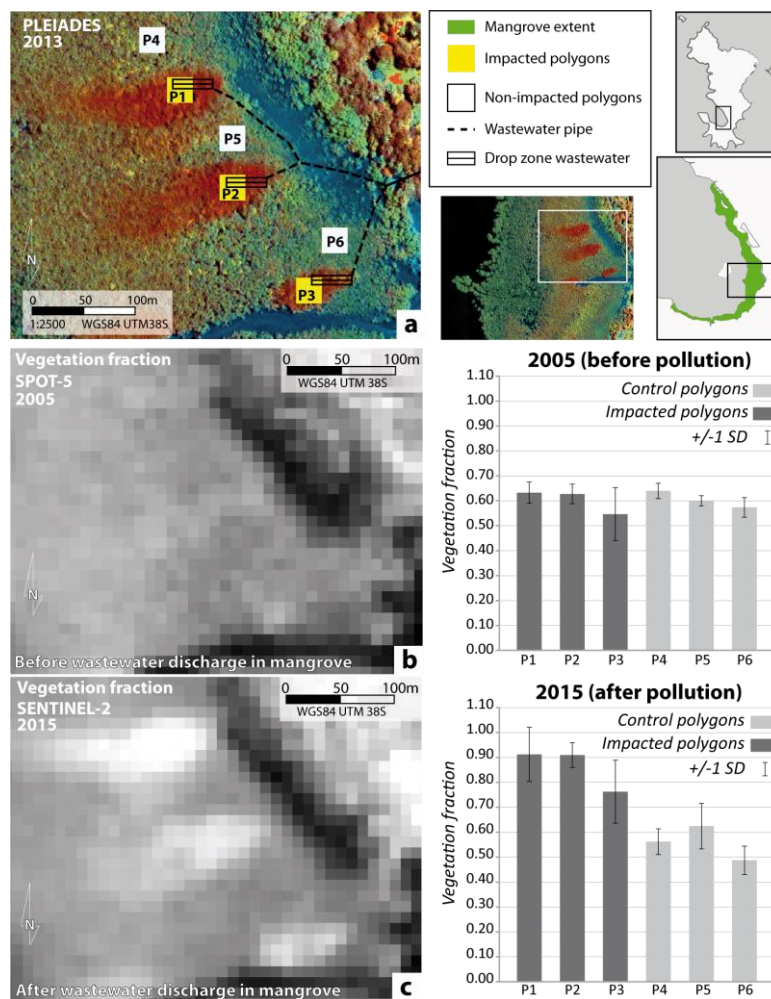 PLEIADES
2013
P4
P1
P5
P2
P6
P3
N
0 50 100m
1:2500 WGS84 UTM38S
a
Mangrove extent
Impacted polygons
Non-impacted polygons
Wastewater pipe
Drop zone wastewater
Vegetation fraction
SPOT-5
2005
0 50 100m
WGS84 UTM 38S
N
Before wastewater discharge in mangrove
b
2005 (before pollution)
Control polygons
Impacted polygons
+/-1 SD
Vegetation fraction
1.10
1.00
0.90
0.80
0.70
0.60
0.50
0.40
0.30
0.20
0.10
0.00
P1 P2 P3 P4 P5 P6
Vegetation fraction
SENTINEL-2
2015
0 50 100m
WGS84 UTM 38S
N
After wastewater discharge in mangrove
c
2015 (after pollution)
Control polygons
Impacted polygons
+/-1 SD
Vegetation fraction
1.10
1.00
0.90
0.80
0.70
0.60
0.50
0.40
0.30
0.20
0.10
0.00
P1 P2 P3 P4 P5 P6